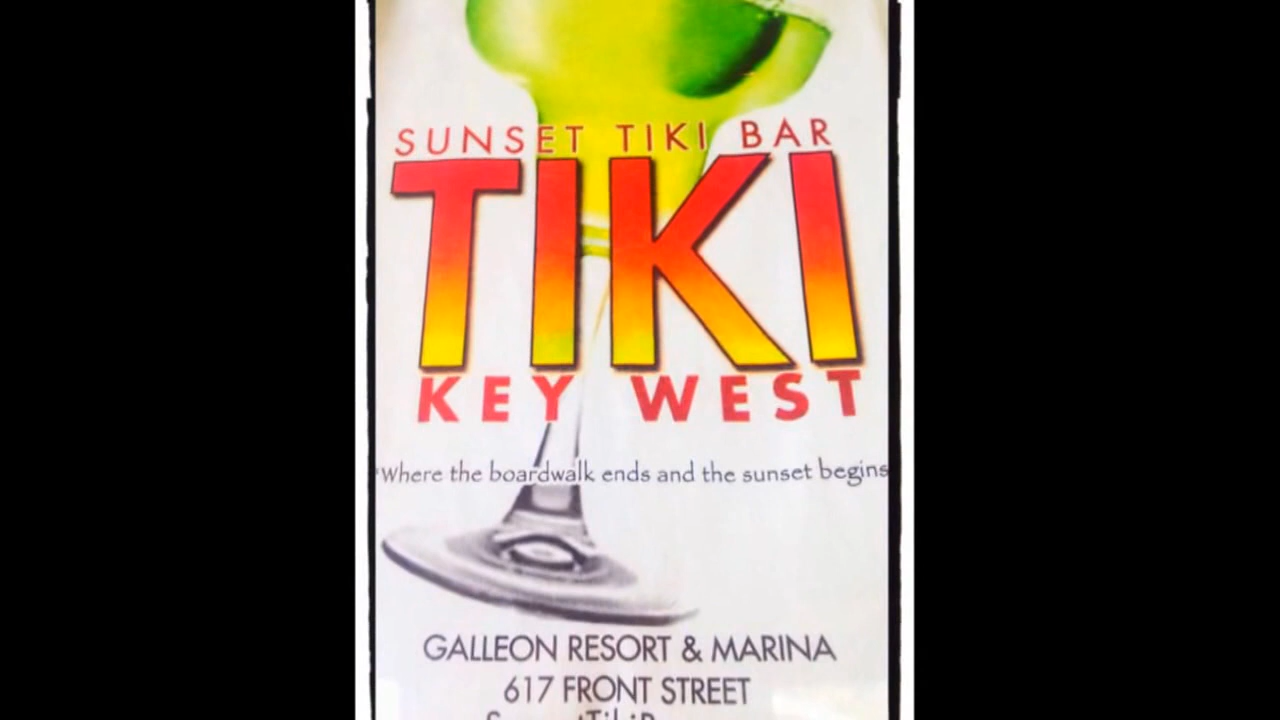 SUNSET TIKI BAR
TIKI
KEY WEST
"Where the boardwalk ends and the sunset begins
GALLEON RESORT & MARINA
617 FRONT STREET